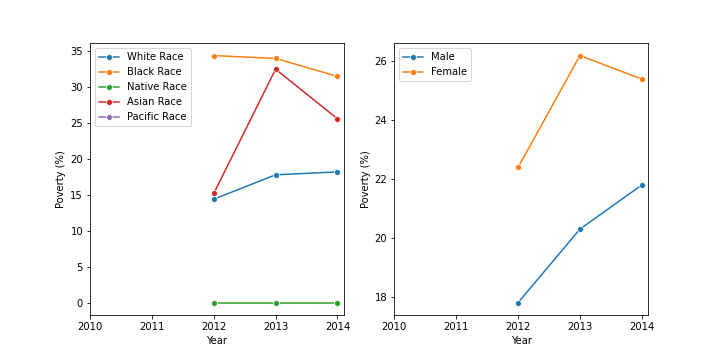 White Race
Black Race
Native Race
Asian Race
Pacific Race
35
30
25
20
15
10
5
0
Poverty (%)
2010 2011 2012 2013 2014
Year
Male
Female
26
24
22
20
18
Poverty (%)
2010 2011 2012 2013 2014
Year